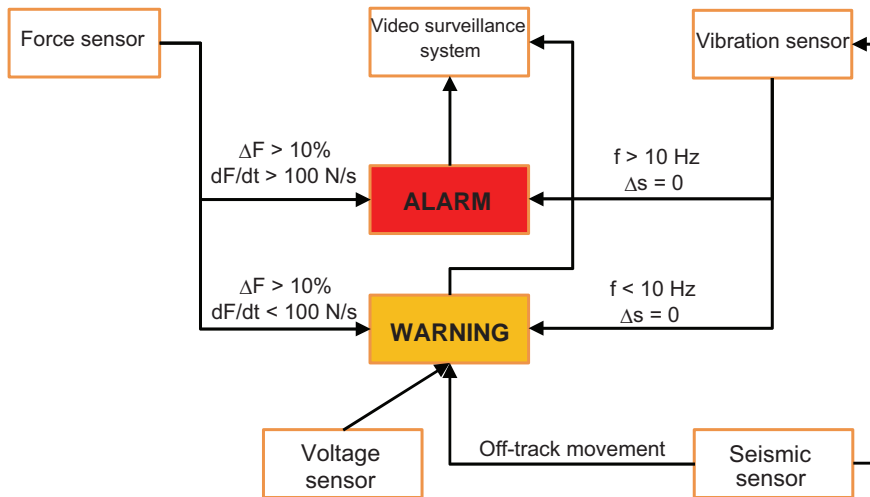 Force sensor
Video surveillance
system
Vibration sensor
ΔF > 10%
dF/dt > 100 N/s
ALARM
f > 10 Hz
Δs = 0
ΔF > 10%
dF/dt < 100 N/s
WARNING
f < 10 Hz
Δs = 0
Voltage
sensor
Off-track movement
Seismic
sensor